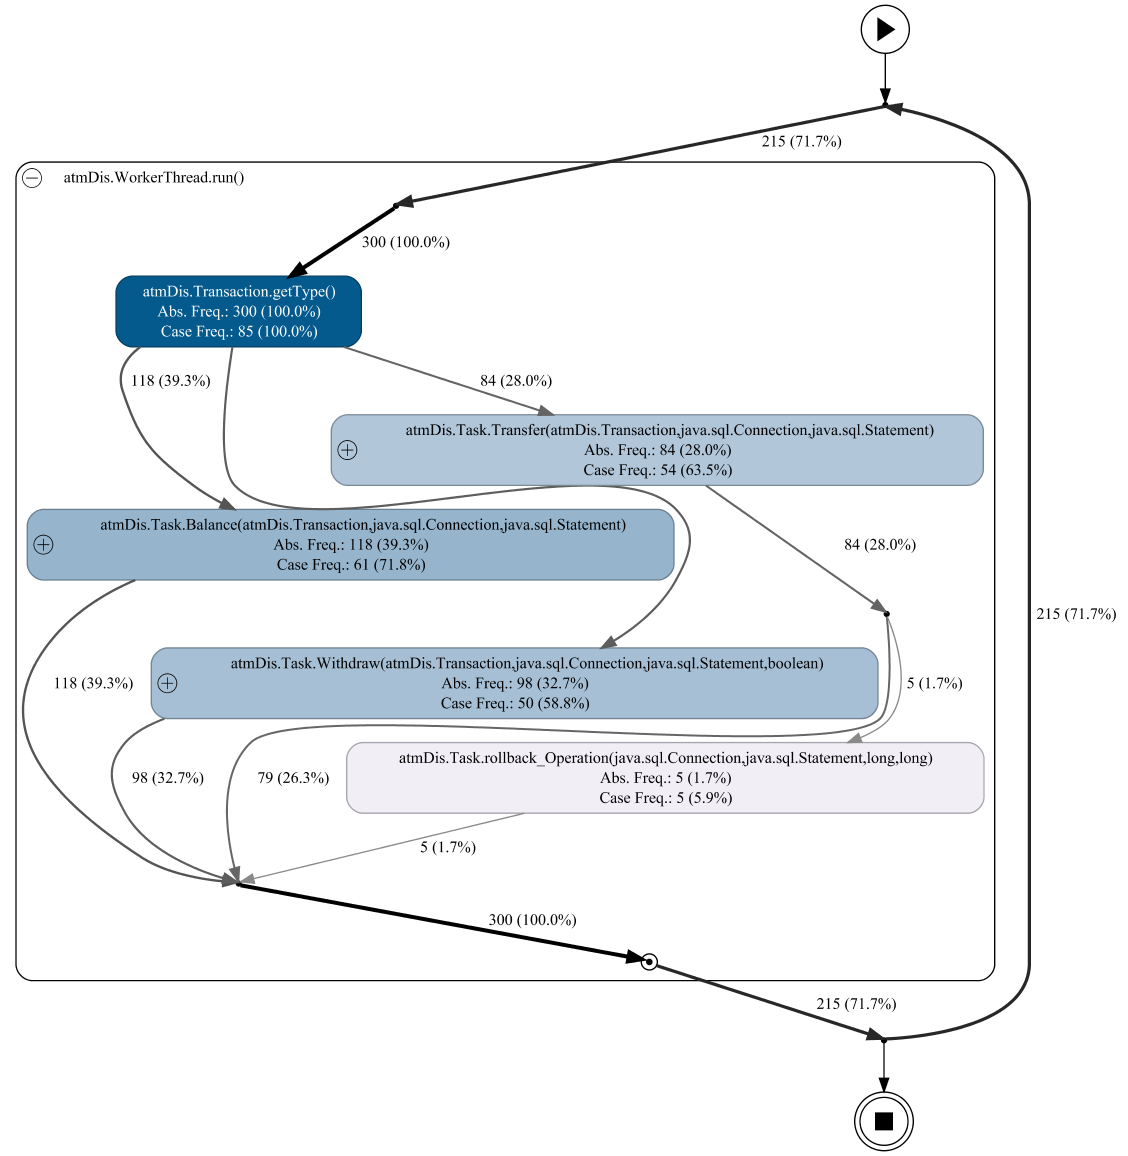 215 (71.7%)
atmDis.WorkerThread.run()
300 (100.0%)
atmDis.Transaction.getType()
Abs. Freq.: 300 (100.0%)
Case Freq.: 85 (100.0%)
118 (39.3%)
84 (28.0%)
atmDis.Task.Transfer(atmDis.Transaction,java.sql.Connection,java.sql.Statement)
Abs. Freq.: 84 (28.0%)
Case Freq.: 54 (63.5%)
atmDis.Task.Balance(atmDis.Transaction,java.sql.Connection,java.sql.Statement)
Abs. Freq.: 118 (39.3%)
Case Freq.: 61 (71.8%)
84 (28.0%)
215 (71.7%)
atmDis.Task.Withdraw(atmDis.Transaction,java.sql.Connection,java.sql.Statement,boolean)
Abs. Freq.: 98 (32.7%)
Case Freq.: 50 (58.8%)
118 (39.3%)
5 (1.7%)
atmDis.Task.rollback_Operation(java.sql.Connection,java.sql.Statement,long,long)
Abs. Freq.: 5 (1.7%)
Case Freq.: 5 (5.9%)
98 (32.7%)
79 (26.3%)
5 (1.7%)
300 (100.0%)
215 (71.7%)